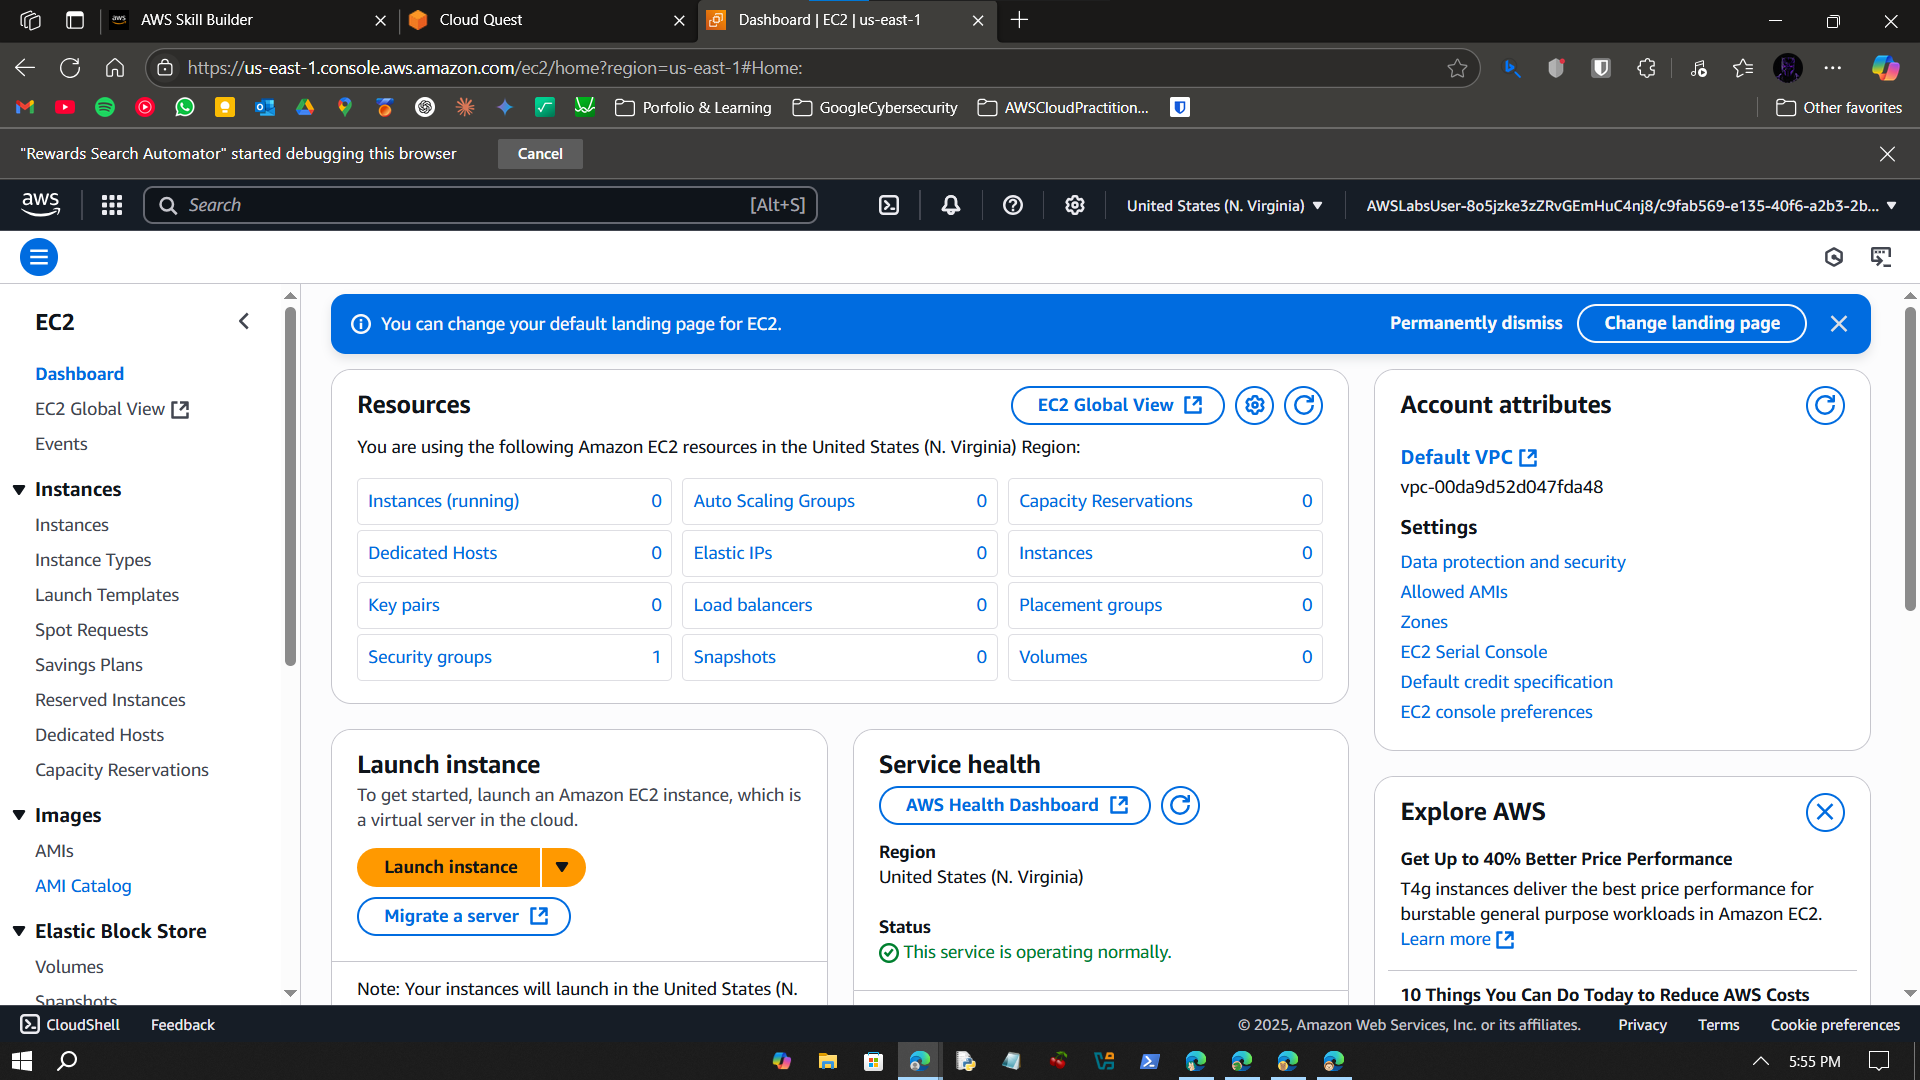 AWS Skill Builder
Cloud Quest
Dashboard | EC2 | us-east-1
https://us-east-1.console.aws.amazon.com/ec2/home?region=us-east-1#Home:
Porfolio & Learning
GoogleCybersecurity
AWSCloudPractition...
Other favorites
"Rewards Search Automator" started debugging this browser
Cancel
aws
Search
[Alt+S]
United States (N. Virginia)
AWSLabsUser-8o5jzke3zZRvGEmHuC4nj8/c9fab569-e135-40f6-a2b3-2b...
EC2
Dashboard
EC2 Global View
Events
Instances
Instances
Instance Types
Launch Templates
Spot Requests
Savings Plans
Reserved Instances
Dedicated Hosts
Capacity Reservations
Images
AMIs
AMI Catalog
Elastic Block Store
Volumes
Snapshots
You can change your default landing page for EC2.
Permanently dismiss
Change landing page
Resources
EC2 Global View
You are using the following Amazon EC2 resources in the United States (N. Virginia) Region:
Instances (running) 0
Auto Scaling Groups 0
Capacity Reservations 0
Dedicated Hosts 0
Elastic IPs 0
Instances 0
Key pairs 0
Load balancers 0
Placement groups 0
Security groups 1
Snapshots 0
Volumes 0
Launch instance
To get started, launch an Amazon EC2 instance, which is
a virtual server in the cloud.
Launch instance
Migrate a server
Note: Your instances will launch in the United States (N.
Service health
AWS Health Dashboard
Region
United States (N. Virginia)
Status
This service is operating normally.
Account attributes
Default VPC
vpc-00da9d52d047fda48
Settings
Data protection and security
Allowed AMIs
Zones
EC2 Serial Console
Default credit specification
EC2 console preferences
Explore AWS
Get Up to 40% Better Price Performance
T4g instances deliver the best price performance for
burstable general purpose workloads in Amazon EC2.
Learn more
10 Things You Can Do Today to Reduce AWS Costs
CloudShell
Feedback
© 2025, Amazon Web Services, Inc. or its affiliates.
Privacy
Terms
Cookie preferences
5:55 PM